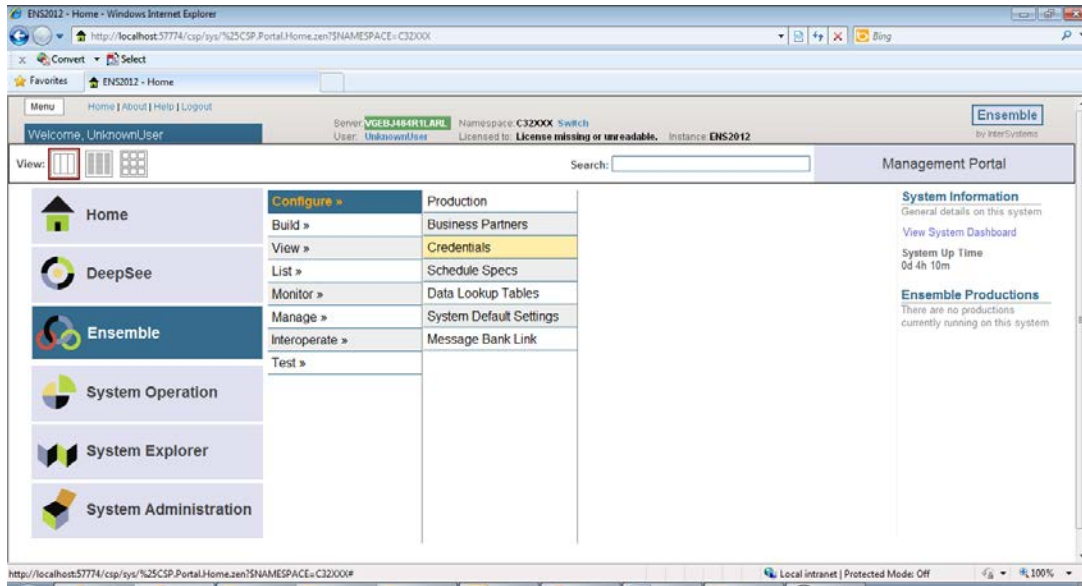 ENS2012 - Home - Windows Internet Explorer
http://localhost:57774/csp/sys/%25CSP.Portal.Home.zen?$NAMESPACE=C32XXX
Bing
x Convert Select
Favorites ENS2012 - Home
Menu Home | About | Help | Logout
Server: VGEBJ464R1LARL Namespace: C32XXX Switch
Ensemble
Welcome, UnknownUser
User: UnknownUser Licensed to: License missing or unreadable. Instance: ENS2012
by InterSystems
View: Search: Management Portal
Home
DeepSee
Ensemble
System Operation
System Explorer
System Administration
Configure »
Build »
View »
List »
Monitor »
Manage »
Interoperate »
Test »
Production
Business Partners
Credentials
Schedule Specs
Data Lookup Tables
System Default Settings
Message Bank Link
System Information
General details on this system
View System Dashboard
System Up Time
0d 4h 10m
Ensemble Productions
There are no productions
currently running on this system
http://localhost:57774/csp/sys/%25CSP.Portal.Home.zen?$NAMESPACE=C32XXX#
Local intranet | Protected Mode: Off 100%